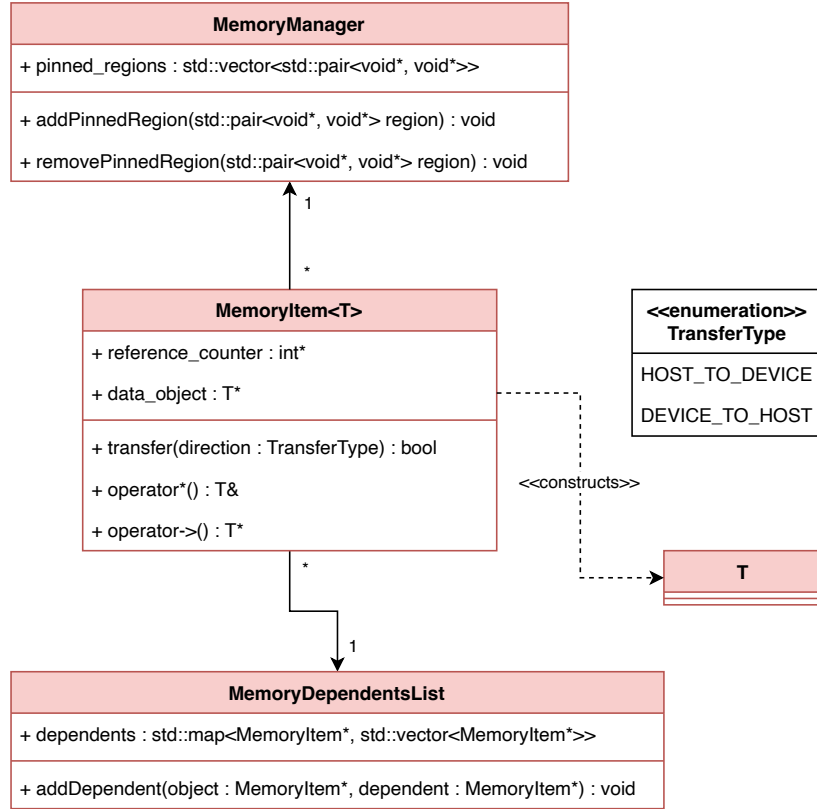 MemoryManager
+ pinned_regions : std::vector<std::pair<void*, void*>>
+ addPinnedRegion(std::pair<void*, void*> region) : void
+ removePinnedRegion(std::pair<void*, void*> region) : void
1
*
MemoryItem<T>
+ reference_counter : int*
+ data_object : T*
+ transfer(direction : TransferType) : bool
+ operator*() : T&
+ operator->() : T*
<<enumeration>>
TransferType
HOST_TO_DEVICE
DEVICE_TO_HOST
<<constructs>>
T
*
1
MemoryDependentsList
+ dependents : std::map<MemoryItem*, std::vector<MemoryItem*>>
+ addDependent(object : MemoryItem*, dependent : MemoryItem*) : void